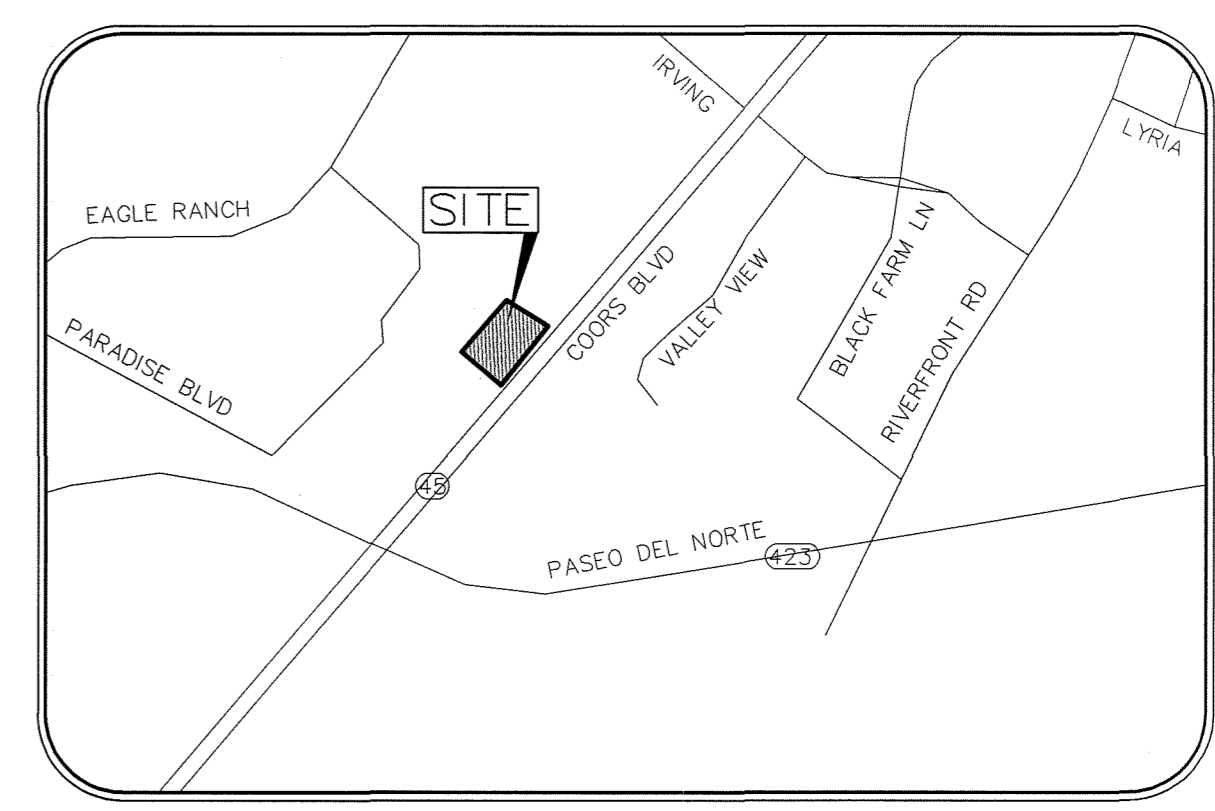 IRVING
LYRIA
EAGLE RANCH
SITE
COORS BLVD
VALLEY VIEW
BLACK FARM LN
RIVERFRONT RD
PARADISE BLVD
45
PASEO DEL NORTE
423